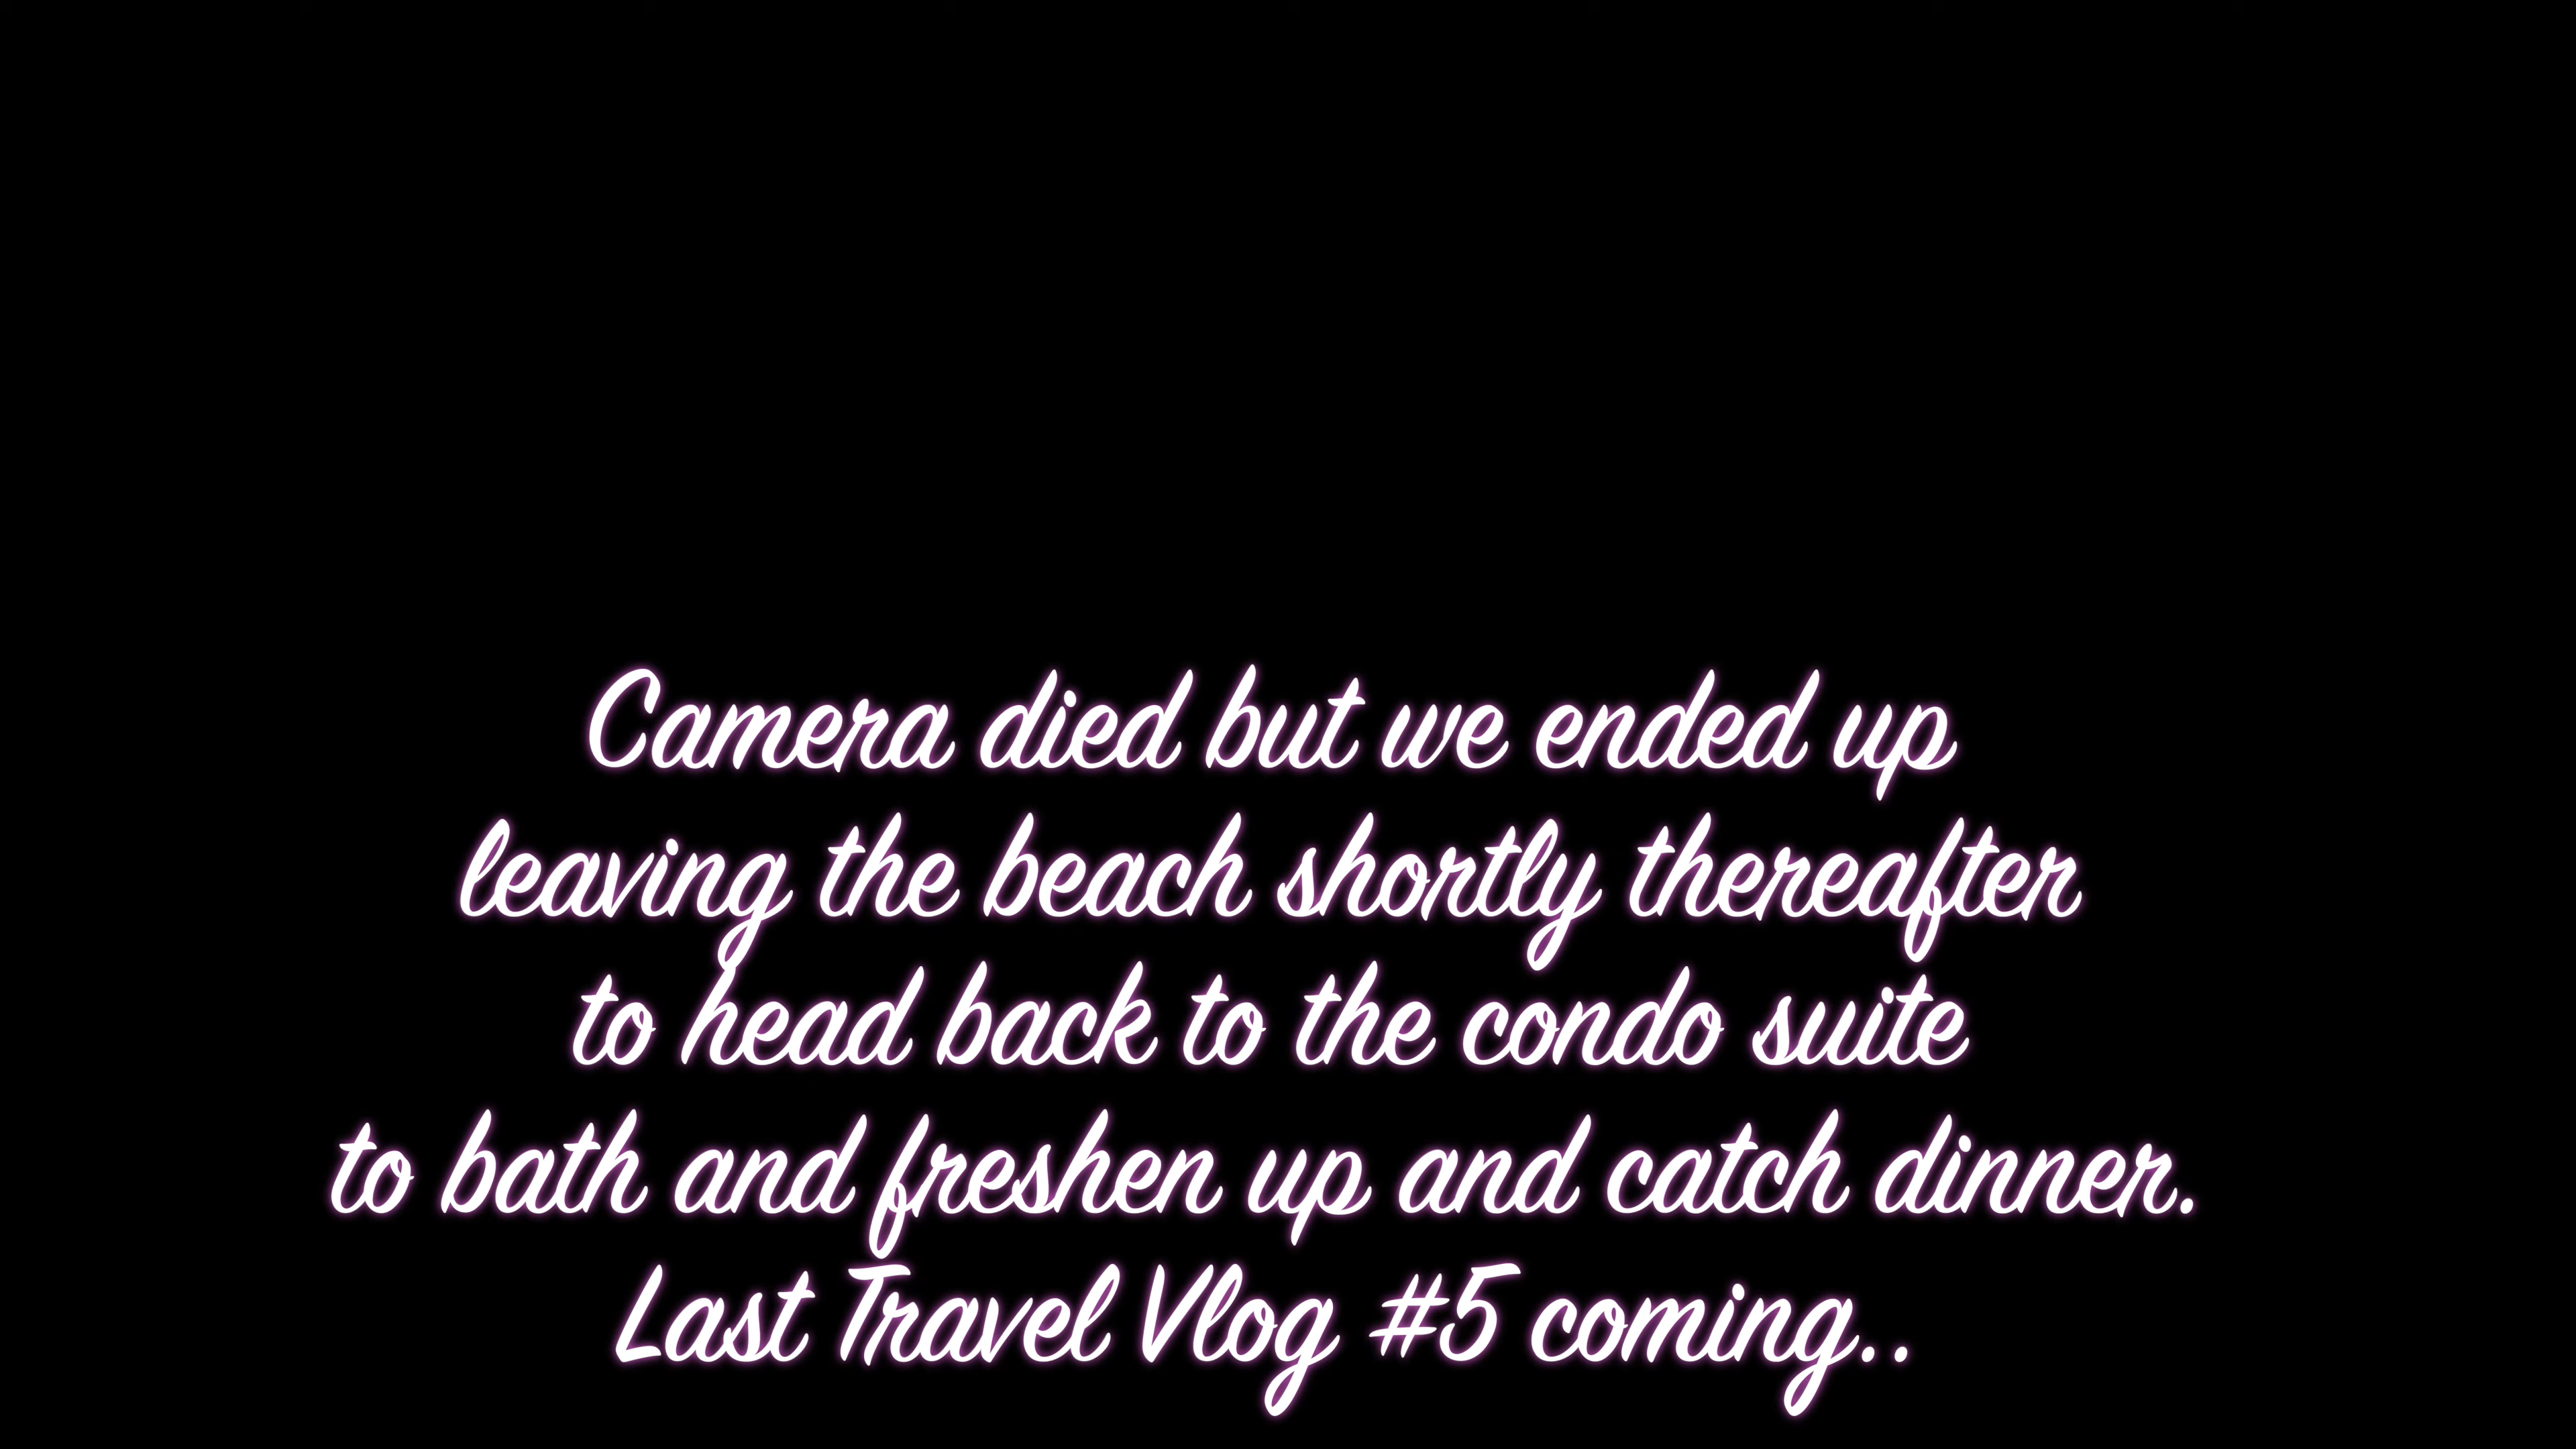 Camera died but we ended up
leaving the beach shortly thereafter
to head back to the condo suite
to bath and freshen up and catch dinner.
Last Travel Vlog #5 coming..